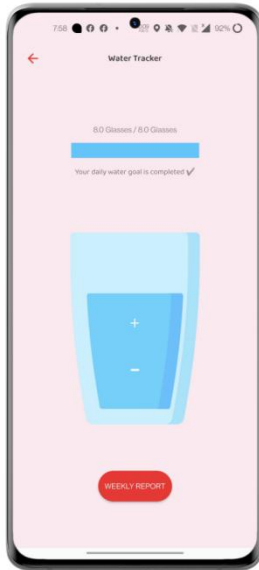 7:58 92%
Water Tracker
8.0 Glasses / 8.0 Glasses
Your daily water goal is completed ✓
+
−
WEEKLY REPORT